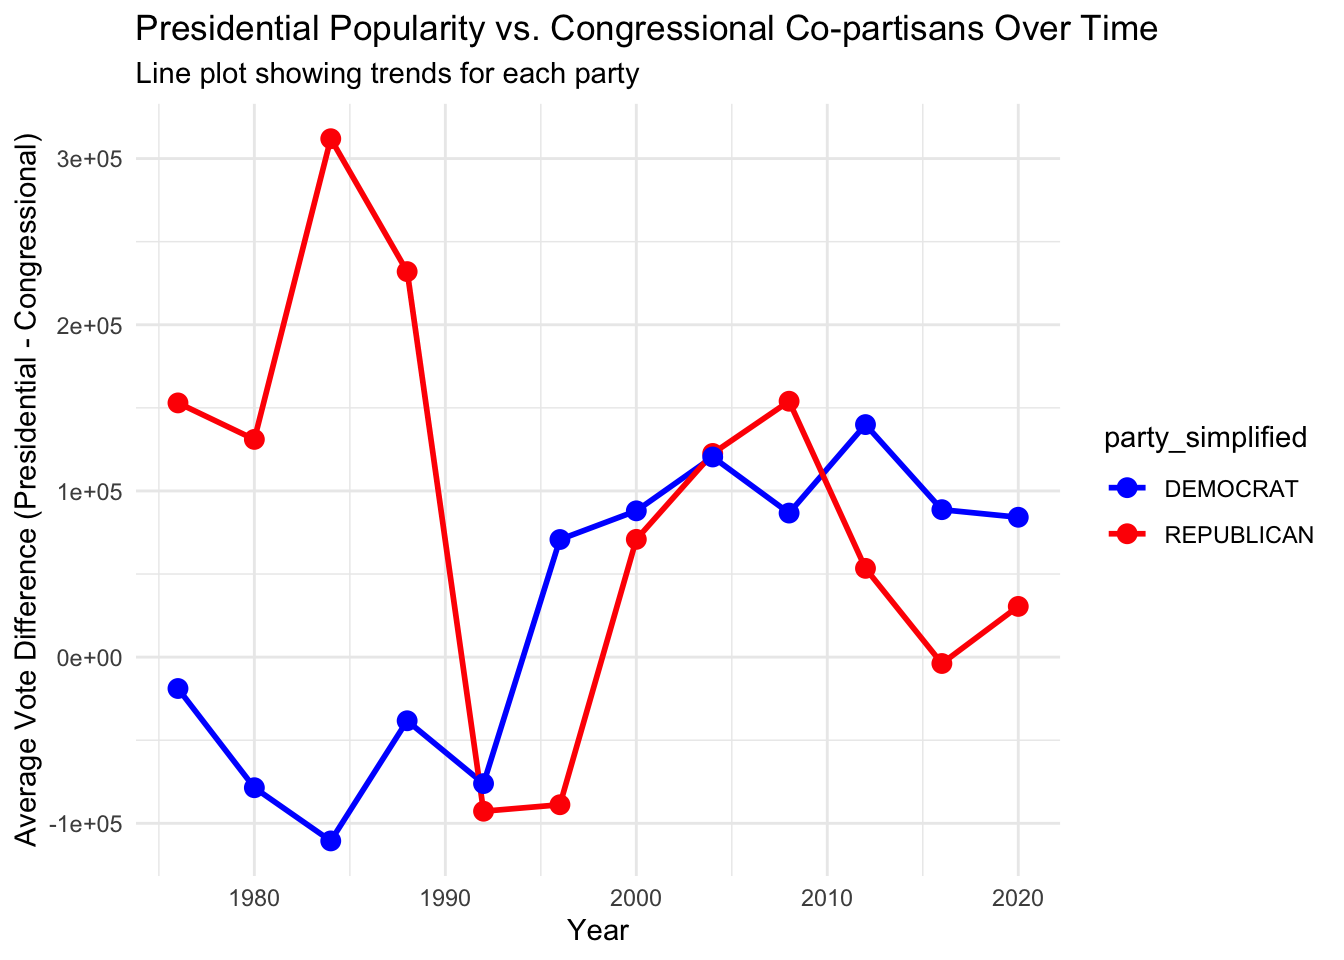 Presidential Popularity vs. Congressional Co-partisans Over Time
Line plot showing trends for each party
Average Vote Difference (Presidential - Congressional)
3e+05
2e+05
1e+05
0e+00
-1e+05
1980
1990
2000
2010
2020
Year
party_simplified
DEMOCRAT
REPUBLICAN